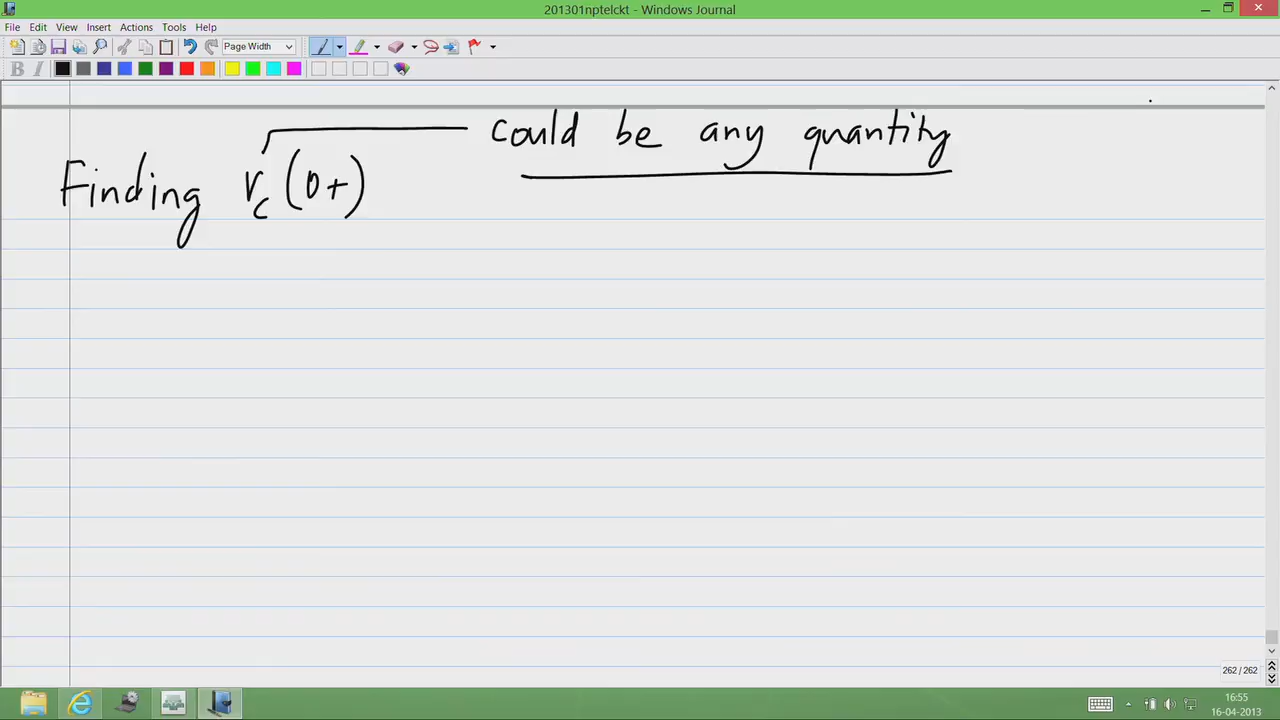 201301nptelckt - Windows Journal
File Edit View Insert Actions Tools Help
Page Width
B I
could be any quantity
Finding Vc (0+)
262 / 262
16:55
16-04-2013